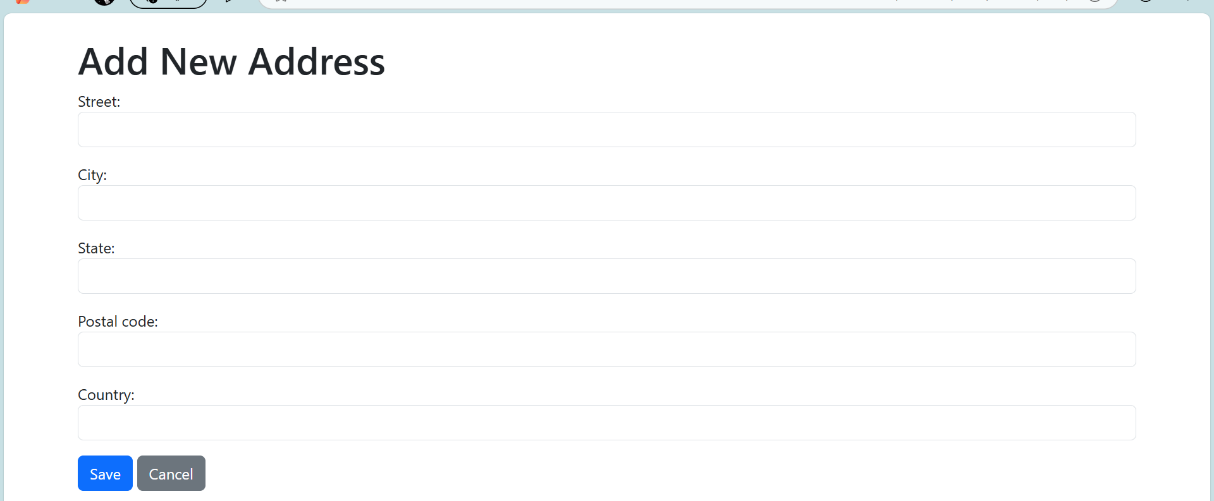 Add New Address
Street:
City:
State:
Postal code:
Country:
Save Cancel